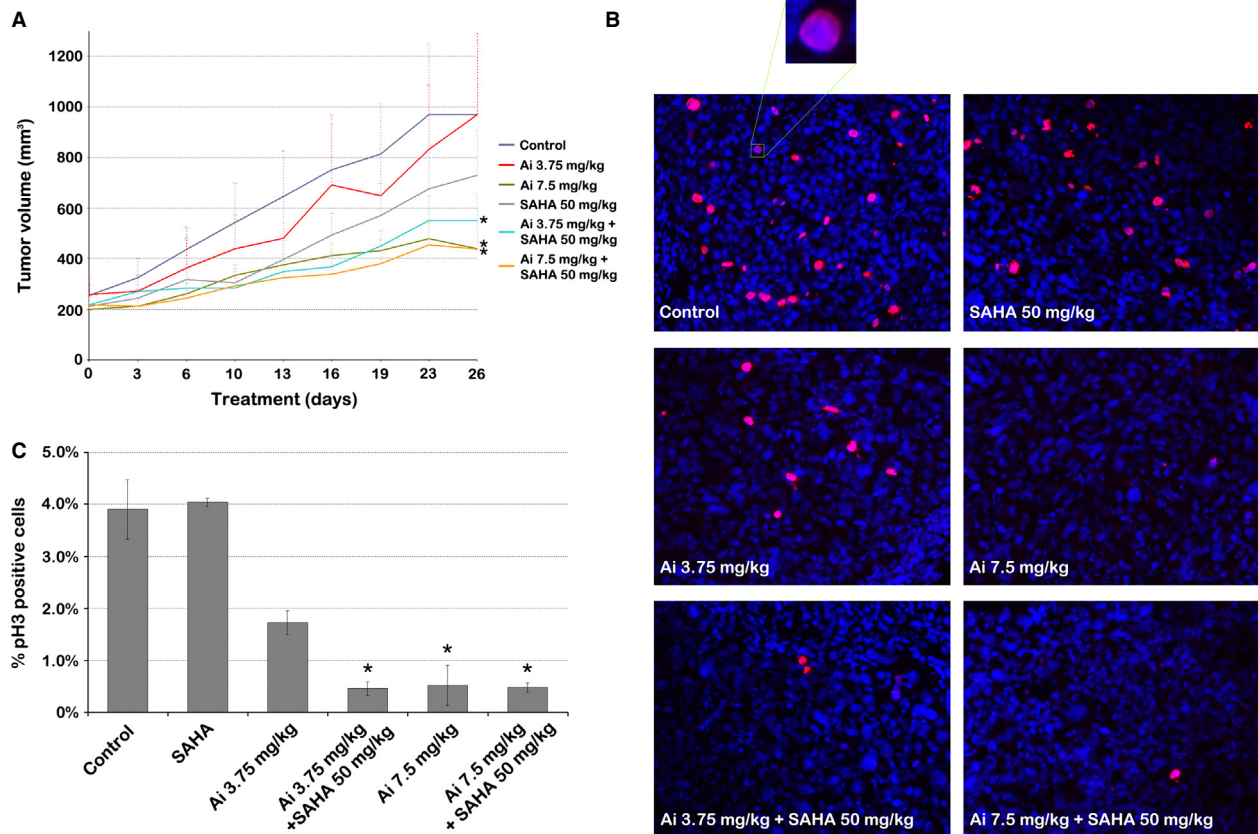 A
Tumor volume (mm³)
1200
1000
800
600
400
200
0
0 3 6 10 13 16 19 23 26
Treatment (days)
Control
Ai 3.75 mg/kg
Ai 7.5 mg/kg
SAHA 50 mg/kg
Ai 3.75 mg/kg +
SAHA 50 mg/kg
Ai 7.5 mg/kg +
SAHA 50 mg/kg
*
*
*
B
Control
SAHA 50 mg/kg
Ai 3.75 mg/kg
Ai 7.5 mg/kg
Ai 3.75 mg/kg + SAHA 50 mg/kg
Ai 7.5 mg/kg + SAHA 50 mg/kg
C
% pH3 positive cells
5.0%
4.0%
3.0%
2.0%
1.0%
0%
*
*
*
Control
SAHA
Ai 3.75 mg/kg
Ai 3.75 mg/kg
+SAHA 50 mg/kg
Ai 7.5 mg/kg
Ai 7.5 mg/kg
+ SAHA 50 mg/kg